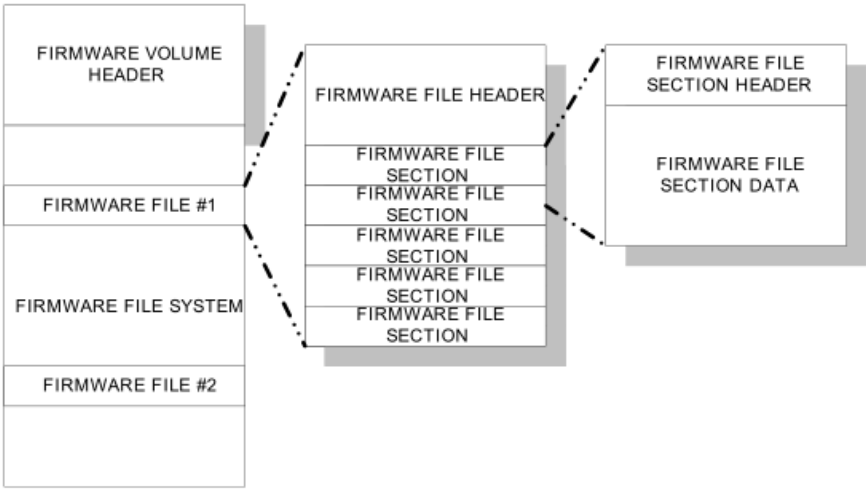 FIRMWARE VOLUME
HEADER
FIRMWARE FILE #1
FIRMWARE FILE SYSTEM
FIRMWARE FILE #2
FIRMWARE FILE HEADER
FIRMWARE FILE
SECTION
FIRMWARE FILE
SECTION
FIRMWARE FILE
SECTION
FIRMWARE FILE
SECTION
FIRMWARE FILE
SECTION
FIRMWARE FILE
SECTION HEADER
FIRMWARE FILE
SECTION DATA